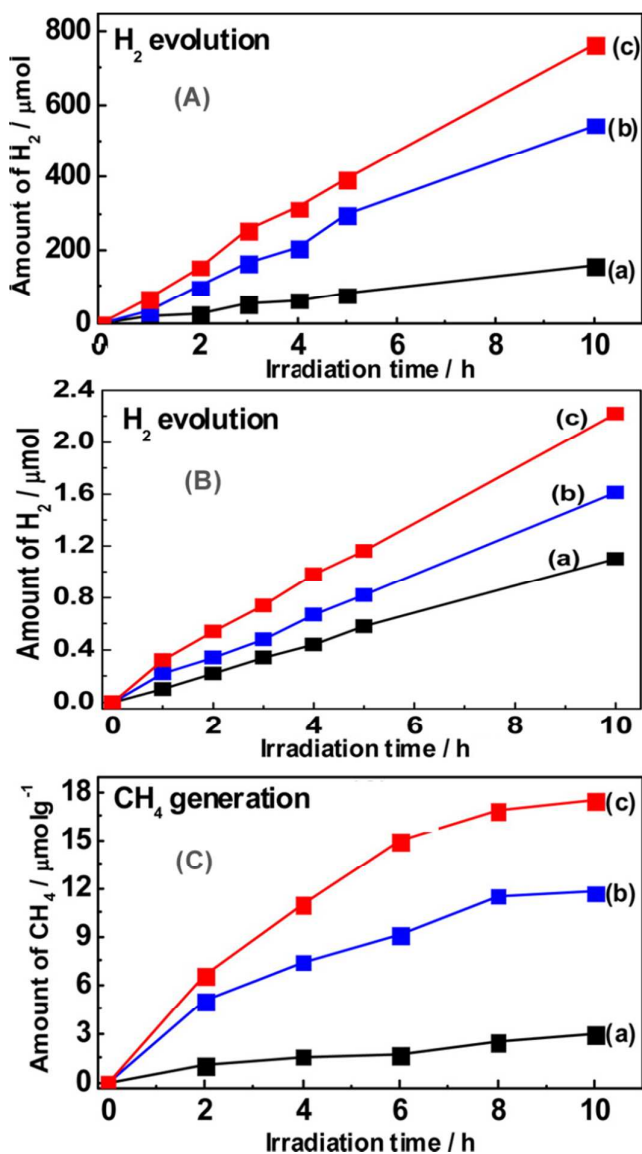 H₂ evolution
(A)
Amount of H₂ / μmol
800
600
400
200
0
(c)
(b)
(a)
0 2 4 6 8 10
Irradiation time / h
H₂ evolution
(B)
Amount of H₂ / μmol
2.4
2.0
1.6
1.2
0.8
0.4
0.0
(c)
(b)
(a)
0 2 4 6 8 10
Irradiation time / h
CH₄ generation
(C)
Amount of CH₄ / μmolg⁻¹
18
15
12
9
6
3
0
(c)
(b)
(a)
0 2 4 6 8 10
Irradiation time / h